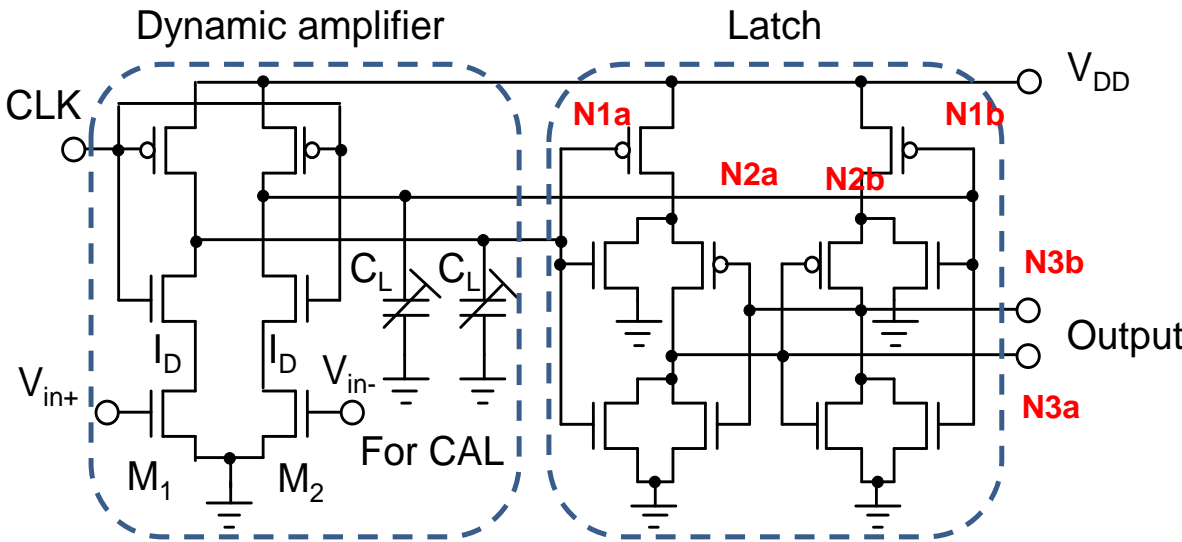 Dynamic amplifier
Latch
V_DD
CLK
N1a
N1b
N2a
N2b
C_L
C_L
N3b
Output
I_D
I_D
V_in+
V_in-
N3a
For CAL
M_1
M_2